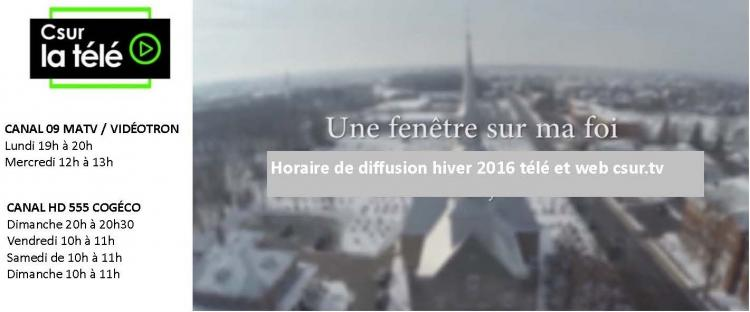 Csur
la télé
CANAL 09 MATV / VIDÉOTRON
Lundi 19h à 20h
Mercredi 12h à 13h
CANAL HD 555 COGÉCO
Dimanche 20h à 20h30
Vendredi 10h à 11h
Samedi de 10h à 11h
Dimanche 10h à 11h
Une fenêtre sur ma foi
Horaire de diffusion hiver 2016 télé et web csur.tv